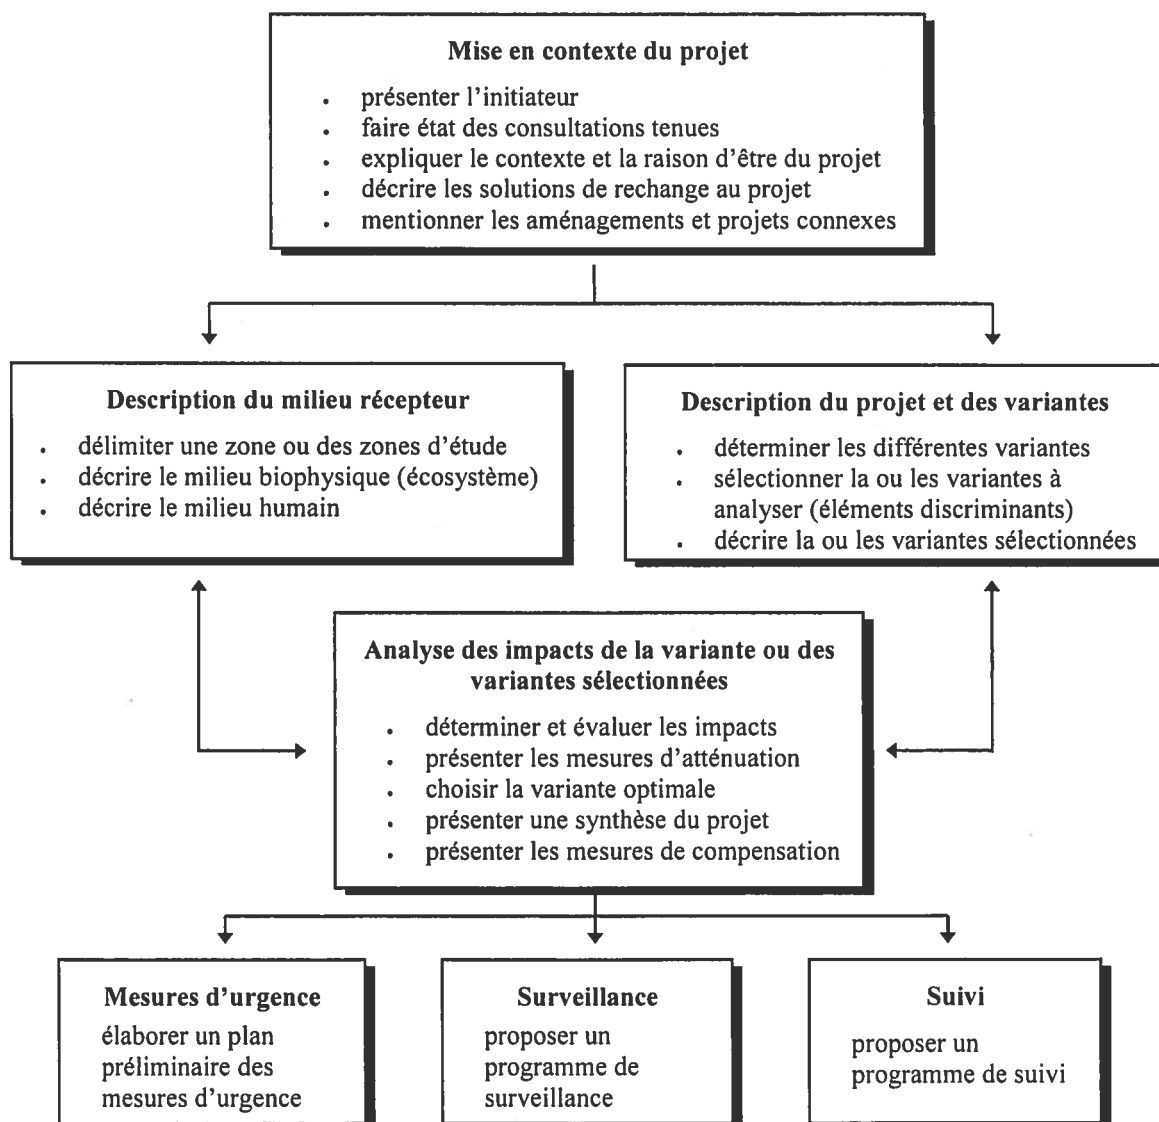 Mise en contexte du projet
• présenter l'initiateur
• faire état des consultations tenues
• expliquer le contexte et la raison d'être du projet
• décrire les solutions de rechange au projet
• mentionner les aménagements et projets connexes
Description du milieu récepteur
• délimiter une zone ou des zones d'étude
• décrire le milieu biophysique (écosystème)
• décrire le milieu humain
Description du projet et des variantes
• déterminer les différentes variantes
• sélectionner la ou les variantes à
analyser (éléments discriminants)
• décrire la ou les variantes sélectionnées
Analyse des impacts de la variante ou des
variantes sélectionnées
• déterminer et évaluer les impacts
• présenter les mesures d'atténuation
• choisir la variante optimale
• présenter une synthèse du projet
• présenter les mesures de compensation
Mesures d'urgence
élaborer un plan
préliminaire des
mesures d'urgence
Surveillance
proposer un
programme de
surveillance
Suivi
proposer un
programme de suivi